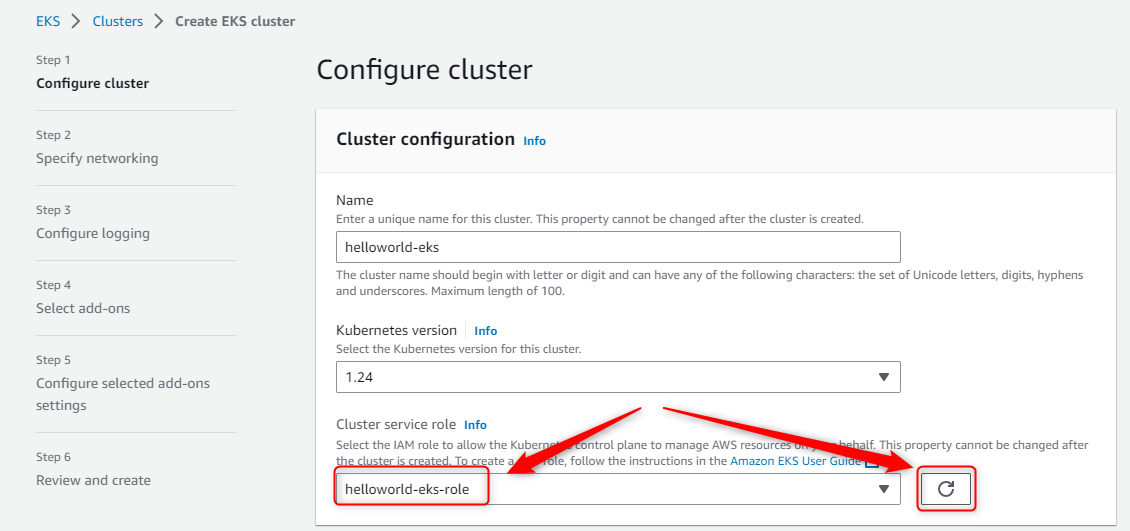 EKS > Clusters > Create EKS cluster
Step 1
Configure cluster
Step 2
Specify networking
Step 3
Configure logging
Step 4
Select add-ons
Step 5
Configure selected add-ons
settings
Step 6
Review and create
Configure cluster
Cluster configuration Info
Name
Enter a unique name for this cluster. This property cannot be changed after the cluster is created.
helloworld-eks
The cluster name should begin with letter or digit and can have any of the following characters: the set of Unicode letters, digits, hyphens
and underscores. Maximum length of 100.
Kubernetes version Info
Select the Kubernetes version for this cluster.
1.24
Cluster service role Info
Select the IAM role to allow the Kubernetes control plane to manage AWS resources on behalf. This property cannot be changed after
the cluster is created. To create a role, follow the instructions in the Amazon EKS User Guide
helloworld-eks-role